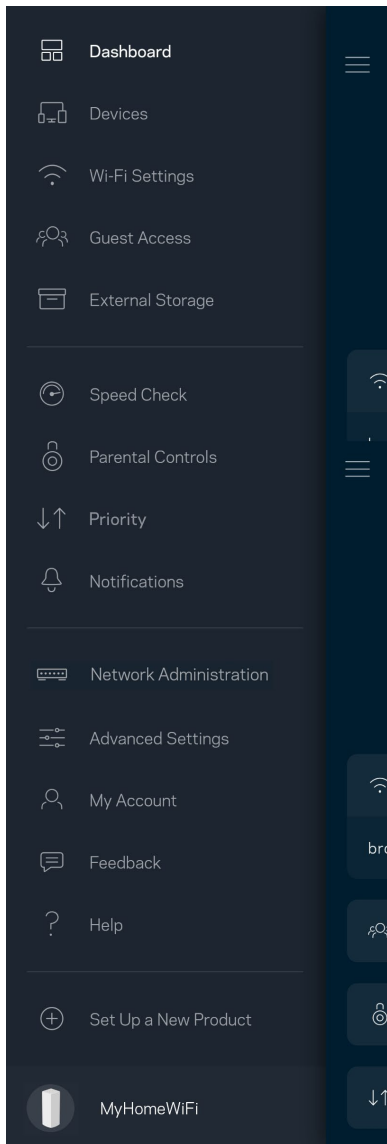 Dashboard
Devices
Wi-Fi Settings
Guest Access
External Storage
Speed Check
Parental Controls
Priority
Notifications
Network Administration
Advanced Settings
My Account
Feedback
Help
Set Up a New Product
MyHomeWiFi